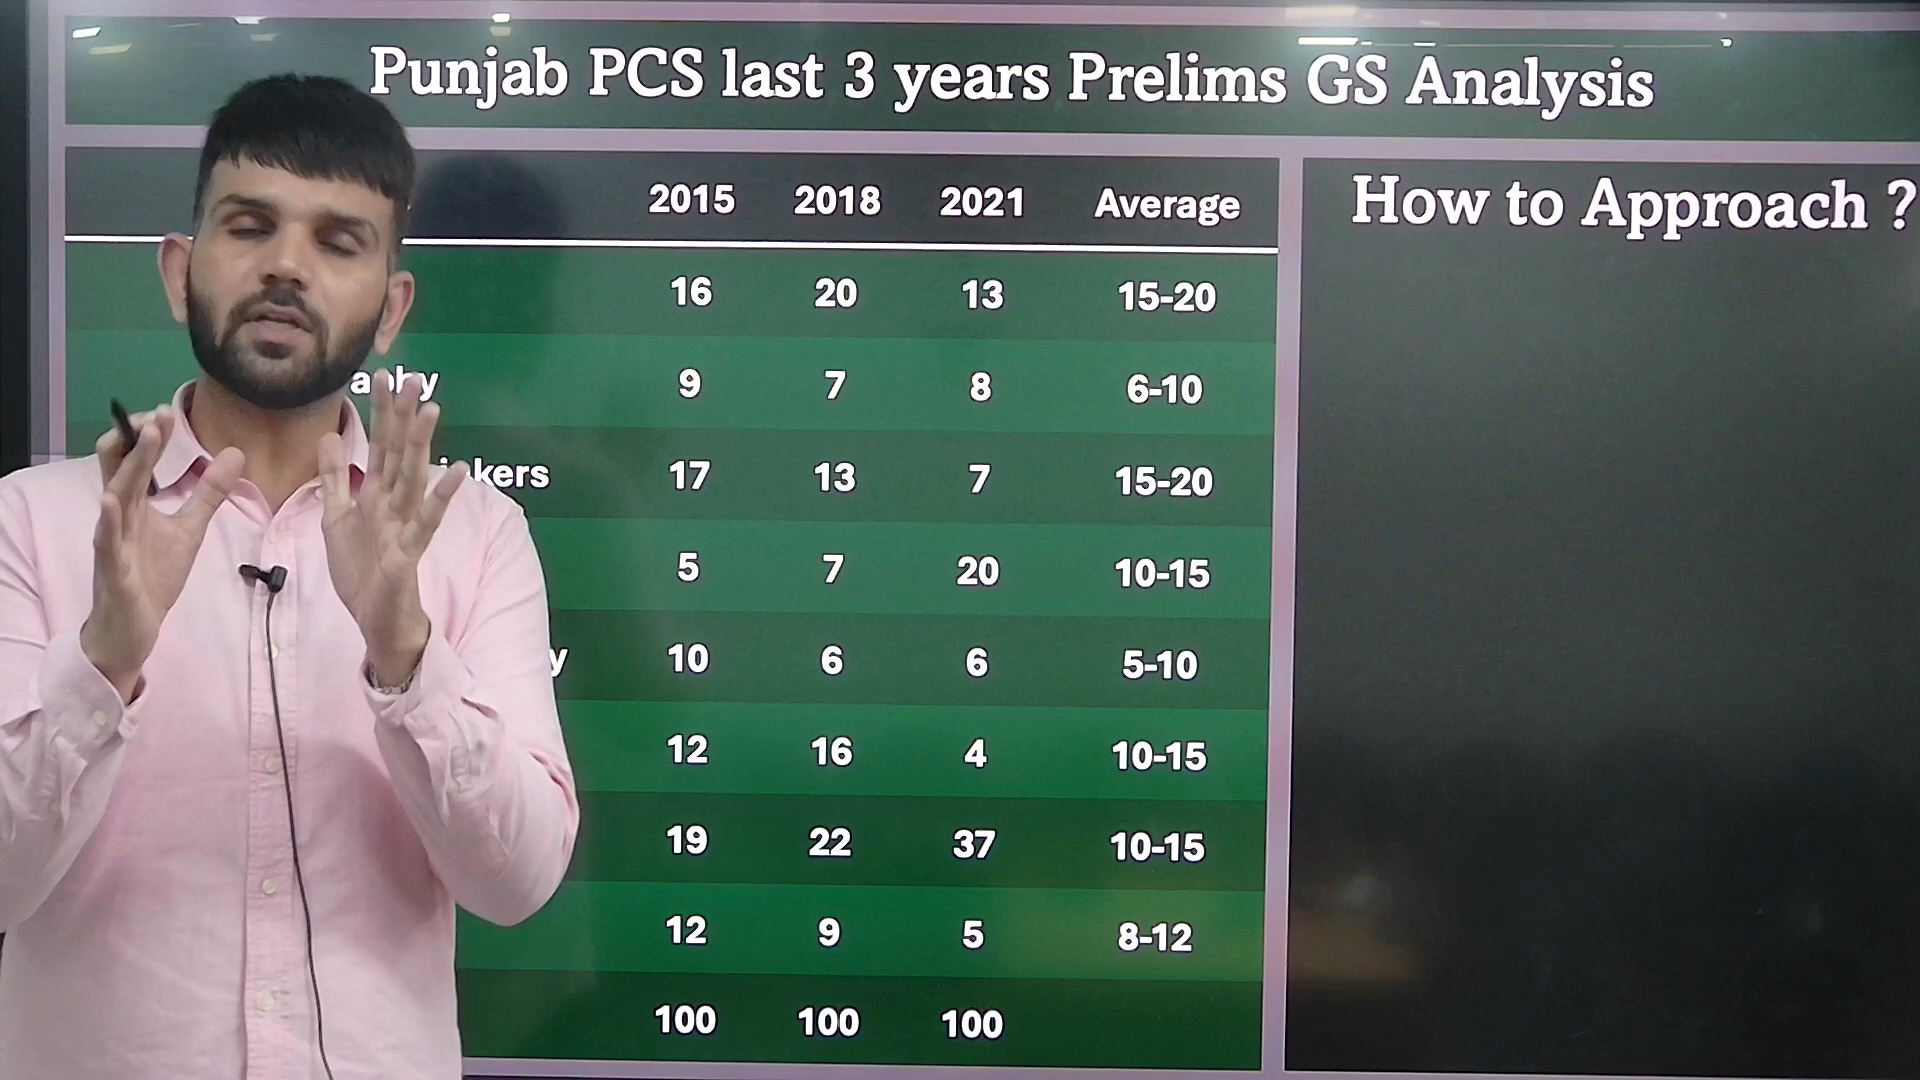 Punjab PCS last 3 years Prelims GS Analysis
2015 2018 2021 Average
16 20 13 15-20
9 7 8 6-10
17 13 7 15-20
5 7 20 10-15
10 6 6 5-10
12 16 4 10-15
19 22 37 10-15
12 9 5 8-12
100 100 100
How to Approach ?